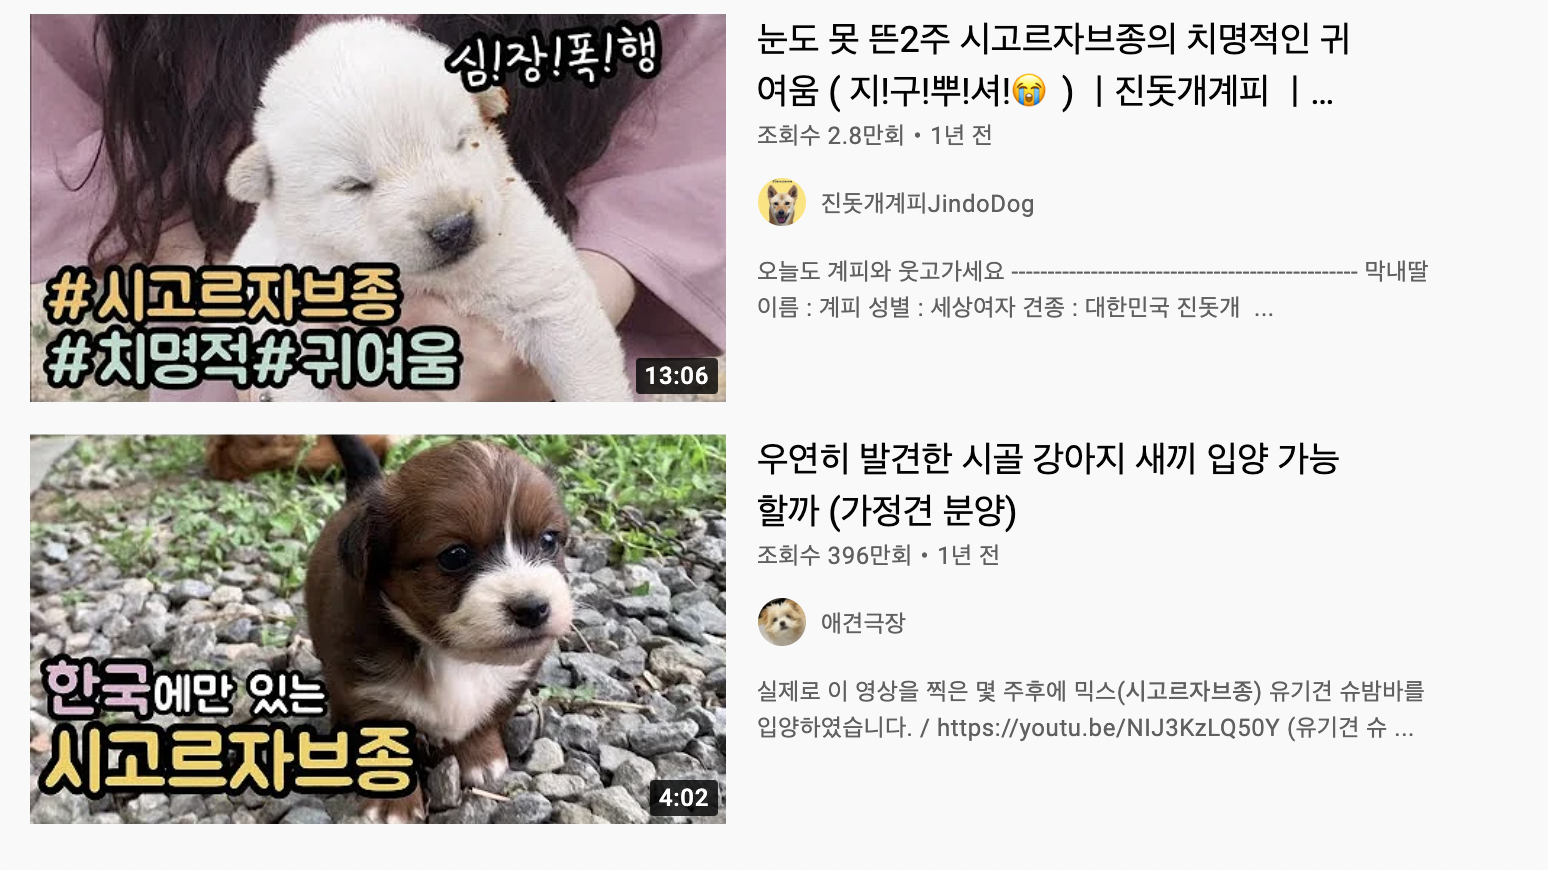 심!장!폭!행
#시고르자브종
#치명적#귀여움
13:06
눈도 못 뜬2주 시고르자브종의 치명적인 귀
여움 ( 지!구!뿌!셔!😭 ) ㅣ진돗개계피 ㅣ...
조회수 2.8만회 • 1년 전
진돗개계피JindoDog
오늘도 계피와 웃고가세요 ------------------------------------------------ 막내딸
이름 : 계피 성별 : 세상여자 견종 : 대한민국 진돗개 ...
한국에만 있는
시고르자브종
4:02
우연히 발견한 시골 강아지 새끼 입양 가능
할까 (가정견 분양)
조회수 396만회 • 1년 전
애견극장
실제로 이 영상을 찍은 몇 주후에 믹스(시고르자브종) 유기견 슈밤바를
입양하였습니다. / https://youtu.be/NIJ3KzLQ50Y (유기견 슈 ...